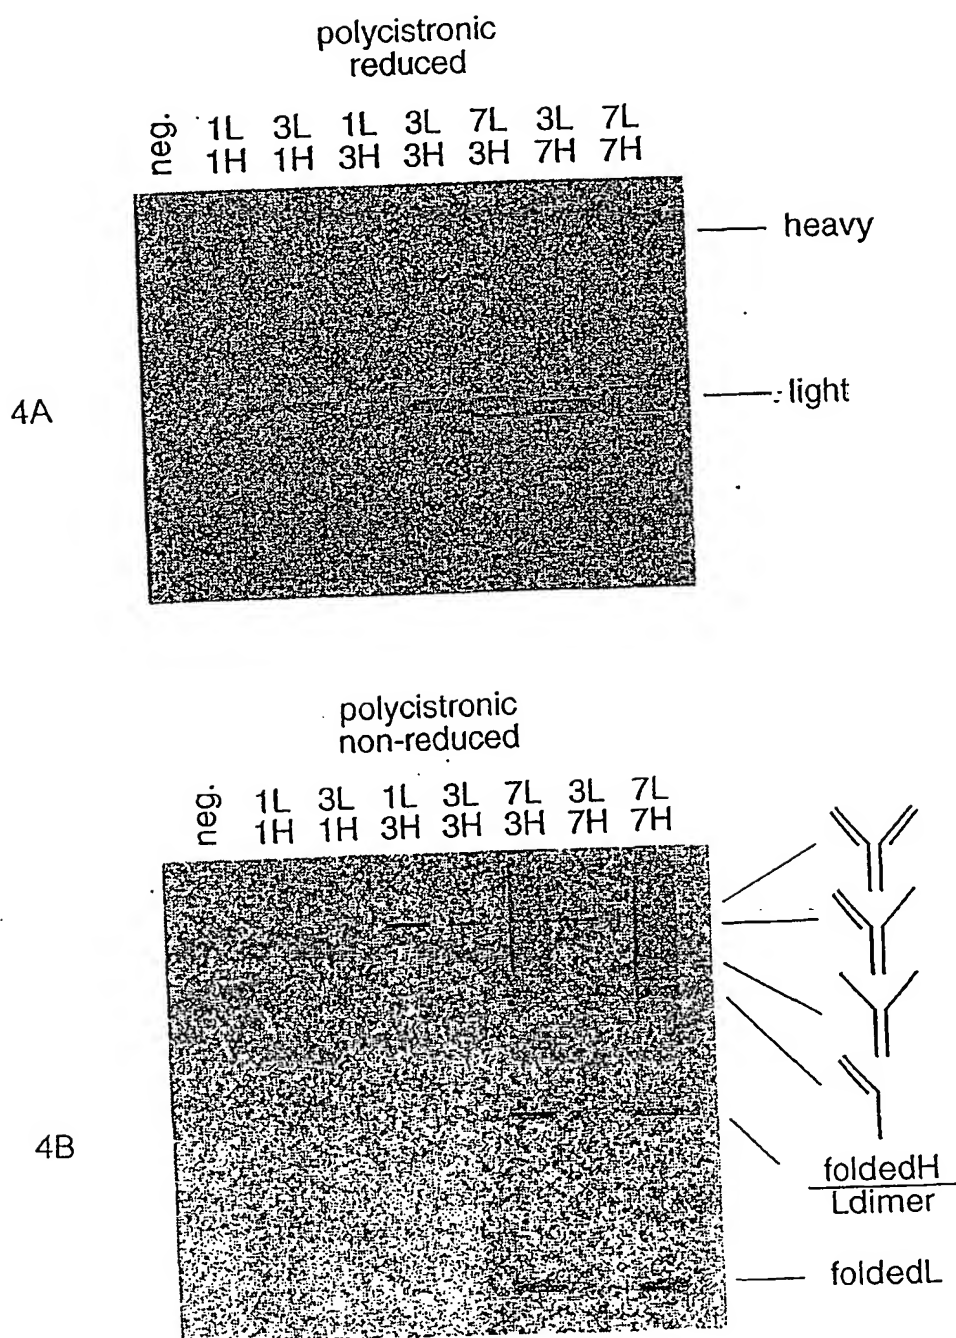 polycistronic
reduced
neg. 1L 3L 1L 3L 7L 3L 7L
1H 1H 3H 3H 3H 7H 7H
heavy
light
4A
polycistronic
non-reduced
neg. 1L 3L 1L 3L 7L 3L 7L
1H 1H 3H 3H 3H 7H 7H
4B
foldedH
Ldimer
foldedL